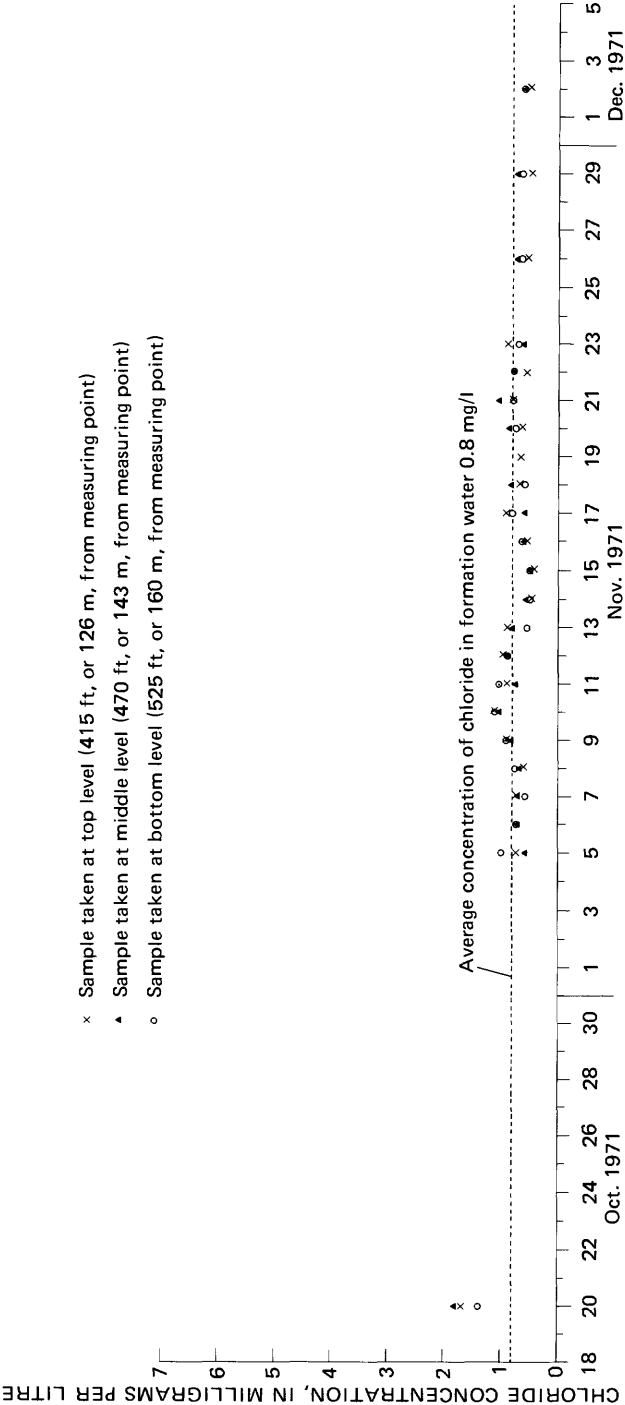 × Sample taken at top level (415 ft, or 126 m, from measuring point)
▲ Sample taken at middle level (470 ft, or 143 m, from measuring point)
○ Sample taken at bottom level (525 ft, or 160 m, from measuring point)
Average concentration of chloride in formation water 0.8 mg/l
CHLORIDE CONCENTRATION, IN MILLIGRAMS PER LITRE
7
6
5
4
3
2
1
0
18 20 22 24 26 28 30 1 3 5 7 9 11 13 15 17 19 21 23 25 27 29 1 3 5
Oct. 1971 Nov. 1971 Dec. 1971